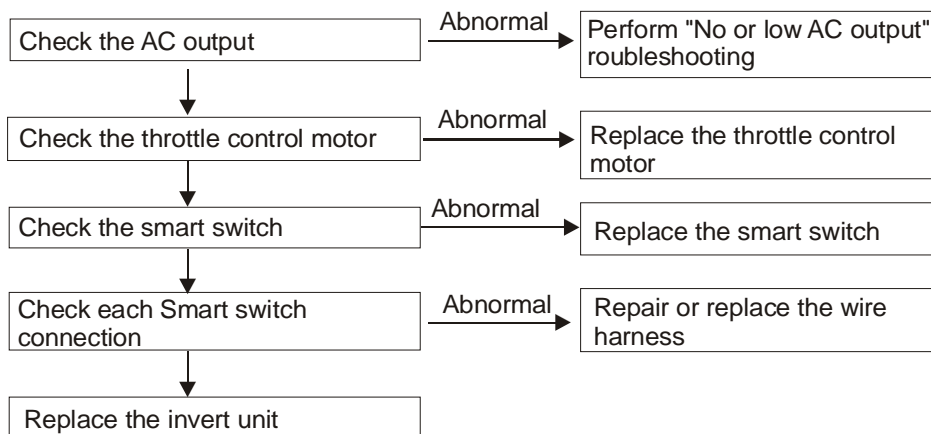 Check the AC output
Abnormal
Perform "No or low AC output"
roubleshooting
Check the throttle control motor
Abnormal
Replace the throttle control
motor
Check the smart switch
Abnormal
Replace the smart switch
Check each Smart switch
connection
Abnormal
Repair or replace the wire
harness
Replace the invert unit